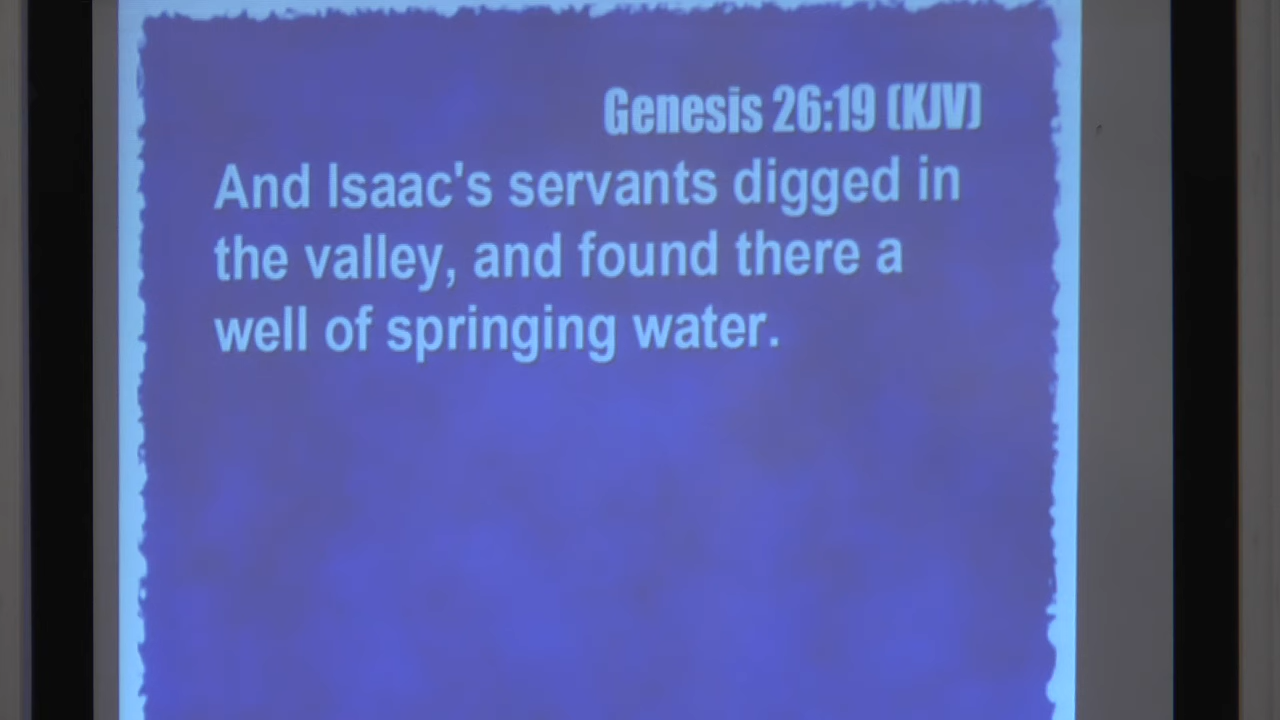 Genesis 26:19 (KJV)
And Isaac's servants digged in
the valley, and found there a
well of springing water.